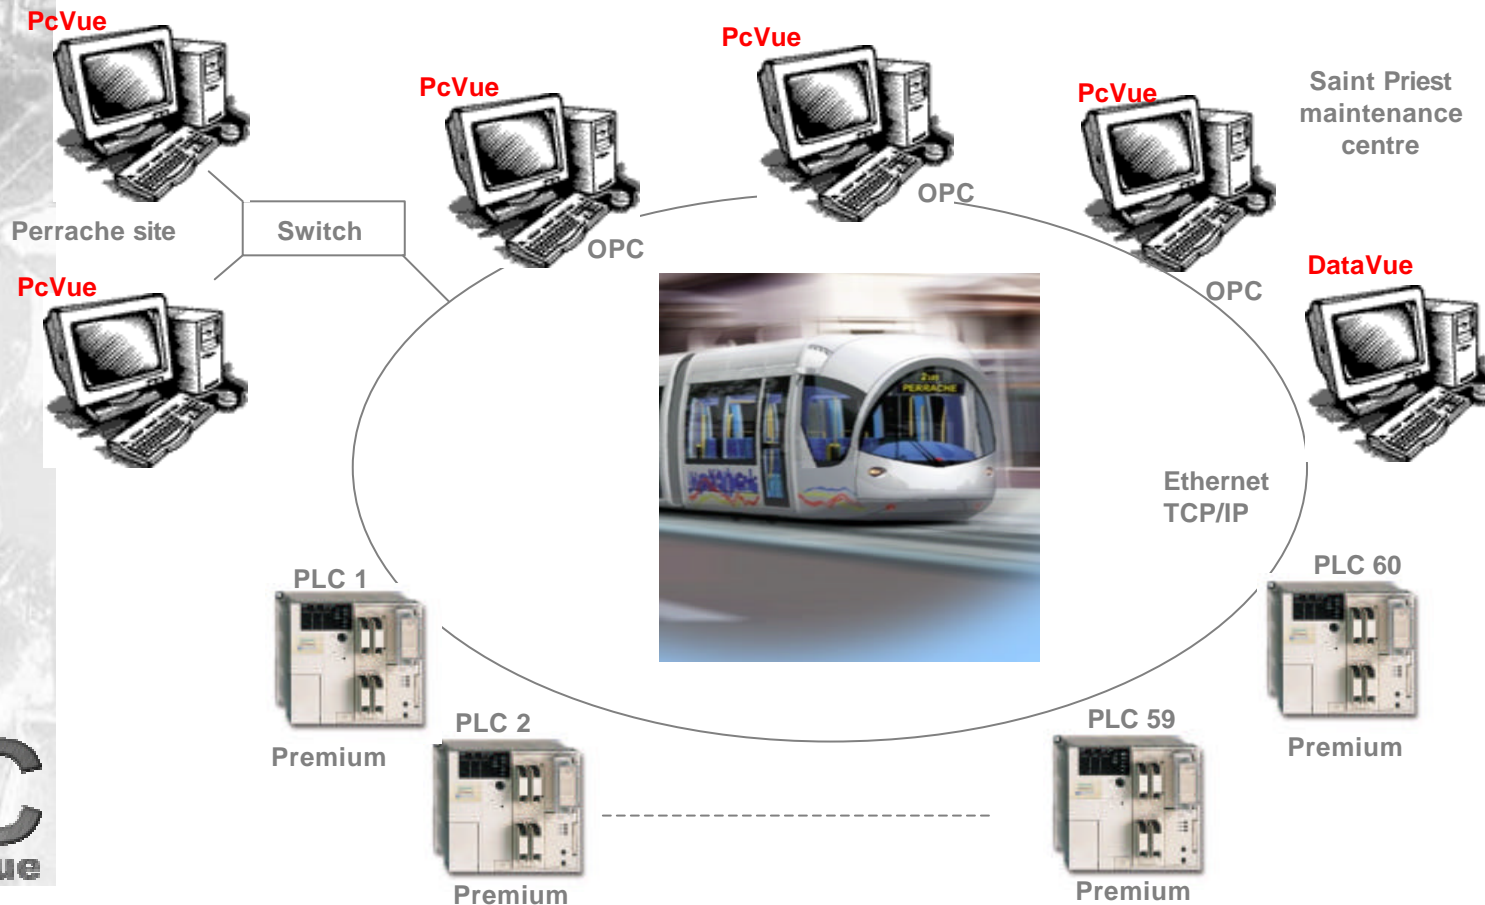 PcVue
PcVue
PcVue
PcVue
Saint Priest
maintenance
centre
OPC
Perrache site
Switch
OPC
PcVue
DataVue
OPC
PERRACHE
Ethernet
TCP/IP
PLC 1
PLC 60
PLC 2
PLC 59
Premium
Premium
C
ue
Premium
Premium